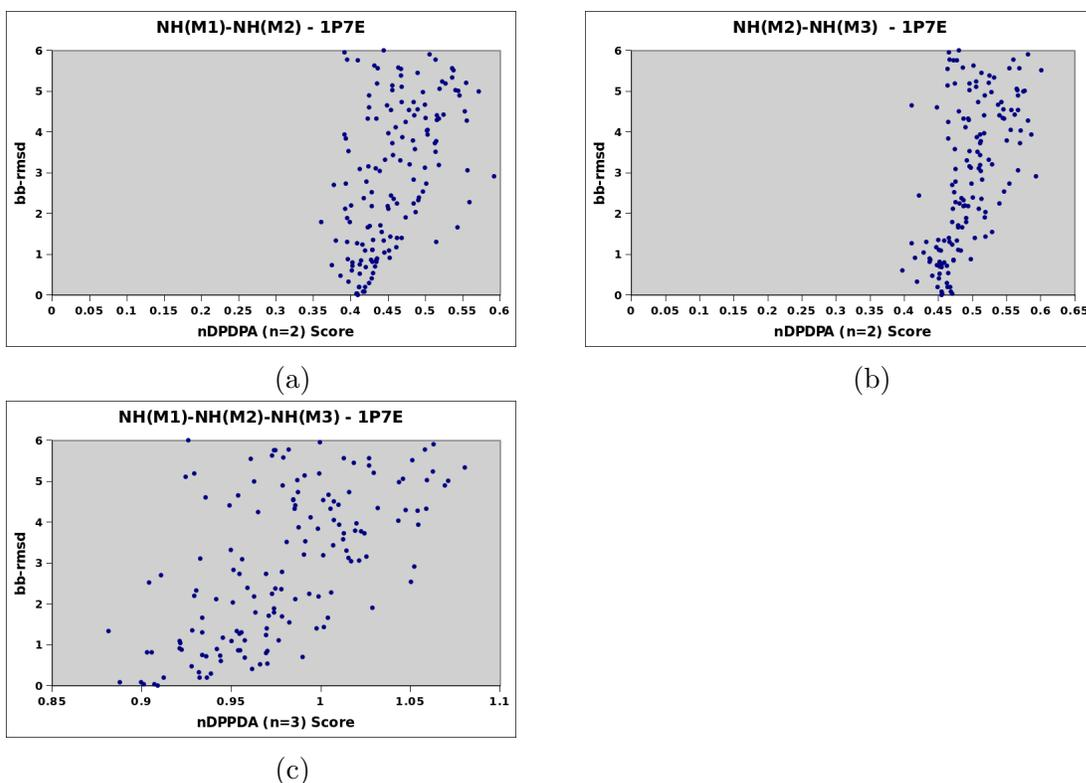 NH(M1)-NH(M2) - 1P7E
6
5
4
3
2
1
0
bb-rmsd
0 0.05 0.1 0.15 0.2 0.25 0.3 0.35 0.4 0.45 0.5 0.55 0.6
nDPDPA (n=2) Score
(a)
NH(M2)-NH(M3) - 1P7E
6
5
4
3
2
1
0
bb-rmsd
0 0.05 0.1 0.15 0.2 0.25 0.3 0.35 0.4 0.45 0.5 0.55 0.6 0.65
nDPDPA (n=2) Score
(b)
NH(M1)-NH(M2)-NH(M3) - 1P7E
6
5
4
3
2
1
0
bb-rmsd
0.85 0.9 0.95 1 1.05 1.1
nDPPDA (n=3) Score
(c)